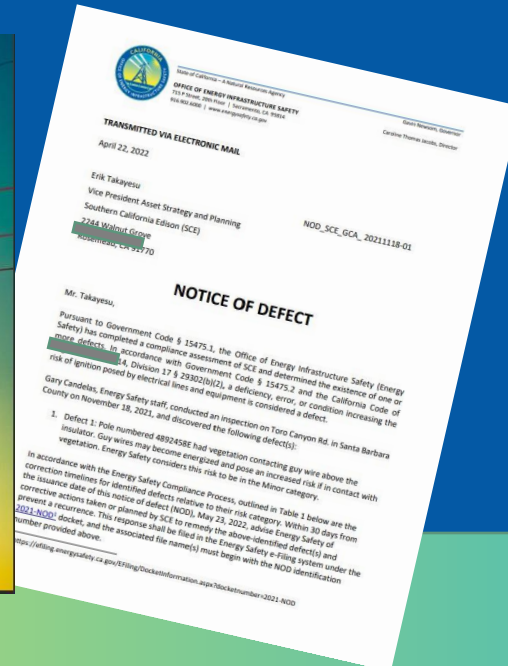 State of California – A Natural Resources Agency
OFFICE OF ENERGY INFRASTRUCTURE SAFETY
715 P Street, 20th Floor | Sacramento, CA 95814
916.902.6000 | www.energysafety.ca.gov
Gavin Newsom, Governor
Caroline Thomas Jacobs, Director
TRANSMITTED VIA ELECTRONIC MAIL
April 22, 2022
NOD_SCE_GCA_ 20211118-01
Erik Takayesu
Vice President Asset Strategy and Planning
Southern California Edison (SCE)
2244 Walnut Grove
Rosemead, CA 91770
NOTICE OF DEFECT
Mr. Takayesu,
Pursuant to Government Code § 15475.1, the Office of Energy Infrastructure Safety (Energy
Safety) has completed a compliance assessment of SCE and determined the existence of one or
more defects. In accordance with Government Code § 15475.2 and the California Code of
14, Division 17 § 29302(b)(2), a deficiency, error, or condition increasing the
risk of ignition posed by electrical lines and equipment is considered a defect.
Gary Candelas, Energy Safety staff, conducted an inspection on Toro Canyon Rd. in Santa Barbara
County on November 18, 2021, and discovered the following defect(s):
1. Defect 1: Pole numbered 4892458E had vegetation contacting guy wire above the
insulator. Guy wires may become energized and pose an increased risk if in contact with
vegetation. Energy Safety considers this risk to be in the Minor category.
In accordance with the Energy Safety Compliance Process, outlined in Table 1 below are the
correction timelines for identified defects relative to their risk category. Within 30 days from
the issuance date of this notice of defect (NOD), May 23, 2022, advise Energy Safety of
corrective actions taken or planned by SCE to remedy the above-identified defect(s) and
prevent a recurrence. This response shall be filed in the Energy Safety e-Filing system under the
2021-NOD¹ docket, and the associated file name(s) must begin with the NOD identification
number provided above.
https://efiling.energysafety.ca.gov/EFiling/DocketInformation.aspx?docketnumber=2021-NOD